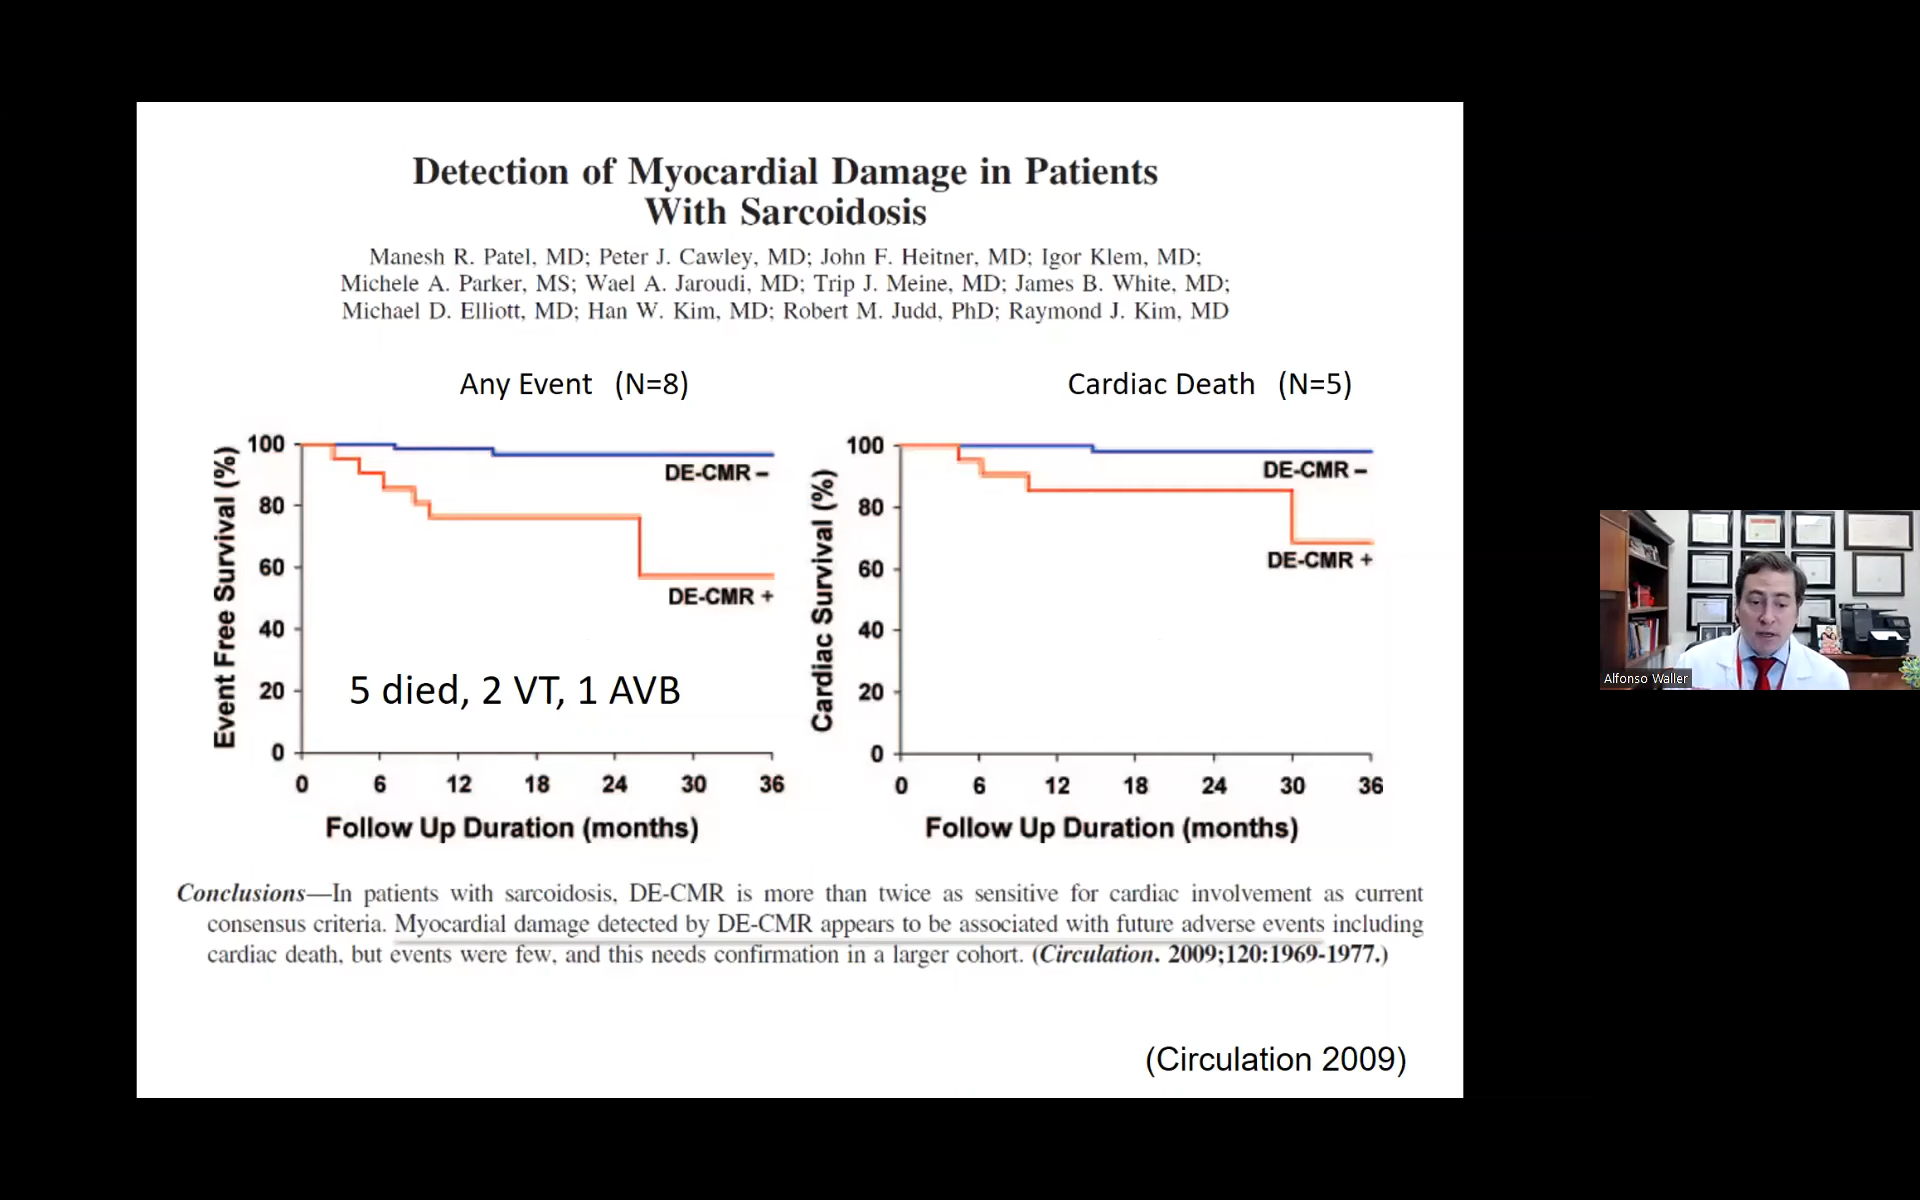 Detection of Myocardial Damage in Patients
With Sarcoidosis
Manesh R. Patel, MD; Peter J. Cawley, MD; John F. Heitner, MD; Igor Klem, MD;
Michele A. Parker, MS; Wael A. Jaroudi, MD; Trip J. Meine, MD; James B. White, MD;
Michael D. Elliott, MD; Han W. Kim, MD; Robert M. Judd, PhD; Raymond J. Kim, MD
Any Event (N=8)
Event Free Survival (%)
100
80
60
40
20
0
DE-CMR –
DE-CMR +
5 died, 2 VT, 1 AVB
0 6 12 18 24 30 36
Follow Up Duration (months)
Cardiac Death (N=5)
Cardiac Survival (%)
100
80
60
40
20
0
DE-CMR –
DE-CMR +
0 6 12 18 24 30 36
Follow Up Duration (months)
Conclusions—In patients with sarcoidosis, DE-CMR is more than twice as sensitive for cardiac involvement as current
consensus criteria. Myocardial damage detected by DE-CMR appears to be associated with future adverse events including
cardiac death, but events were few, and this needs confirmation in a larger cohort. (Circulation. 2009;120:1969-1977.)
(Circulation 2009)
Alfonso Waller